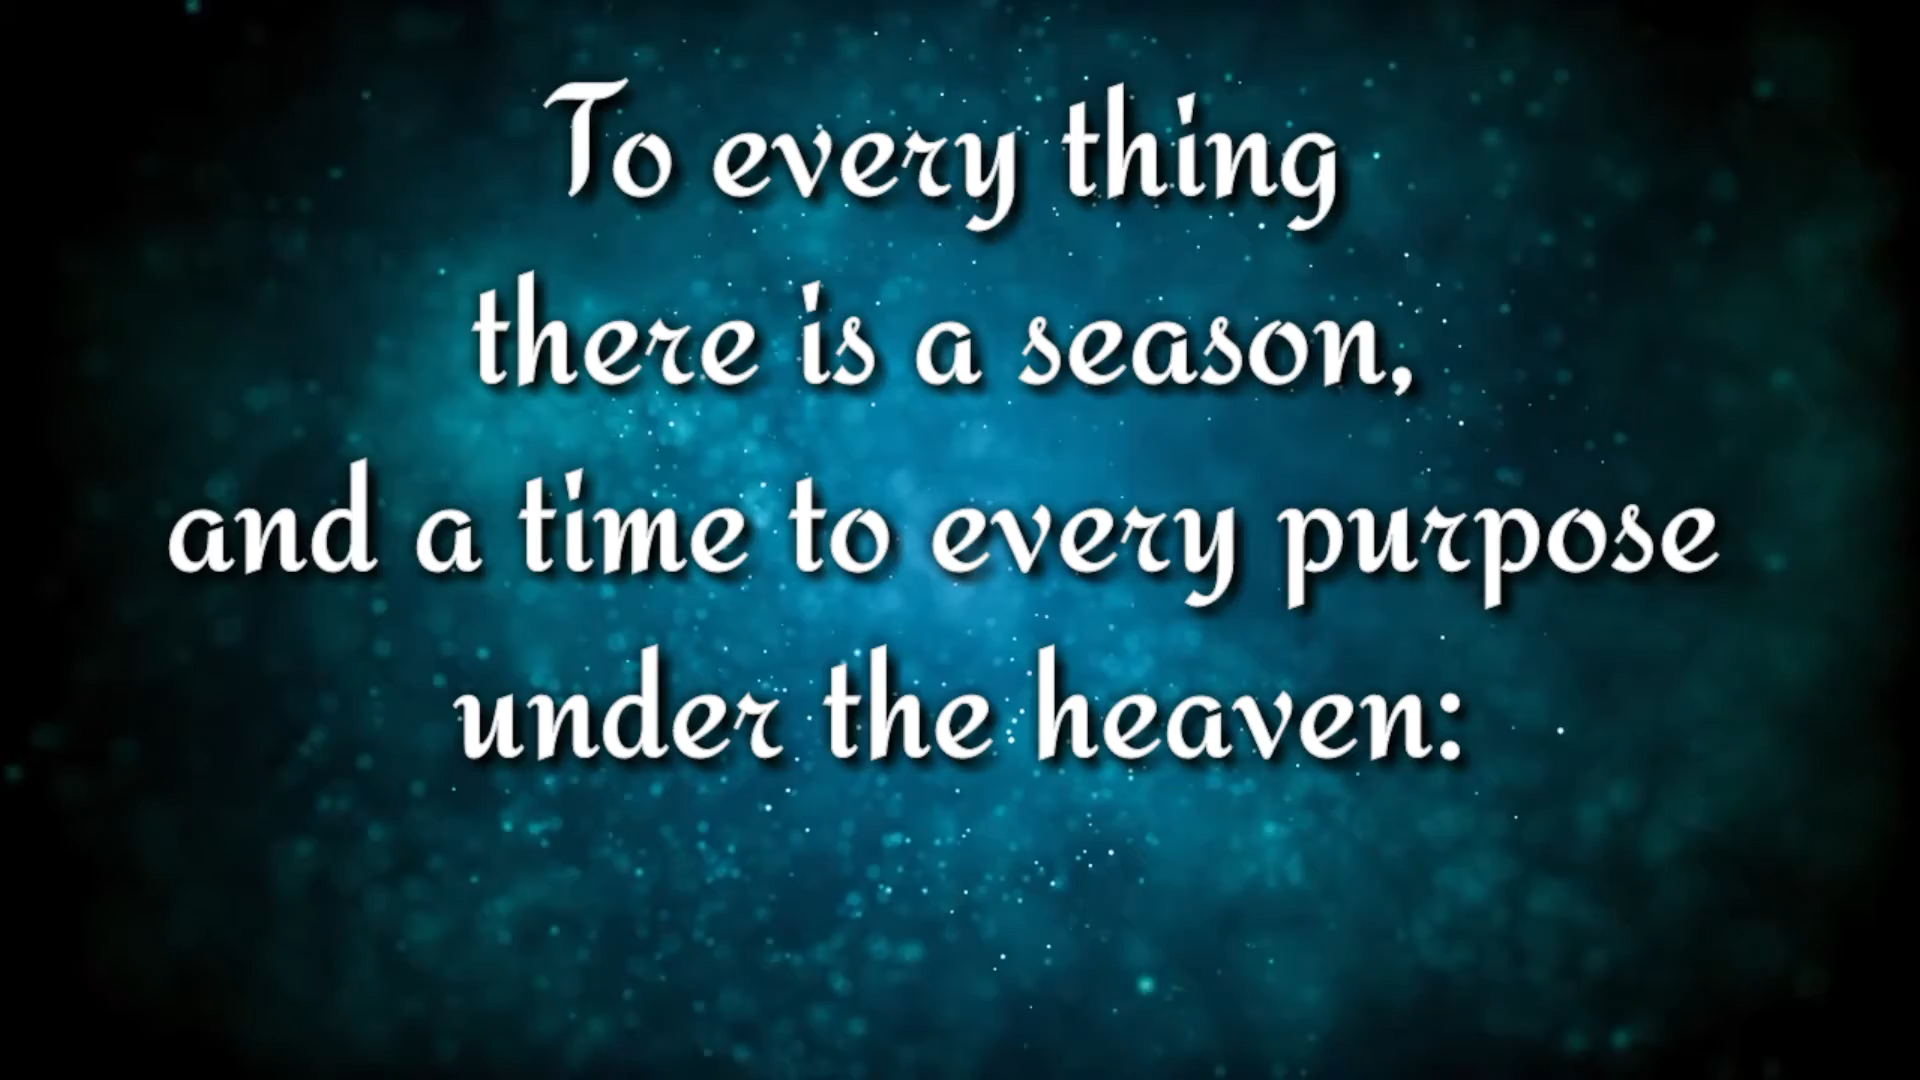 To every thing
there is a season,
and a time to every purpose
under the heaven: